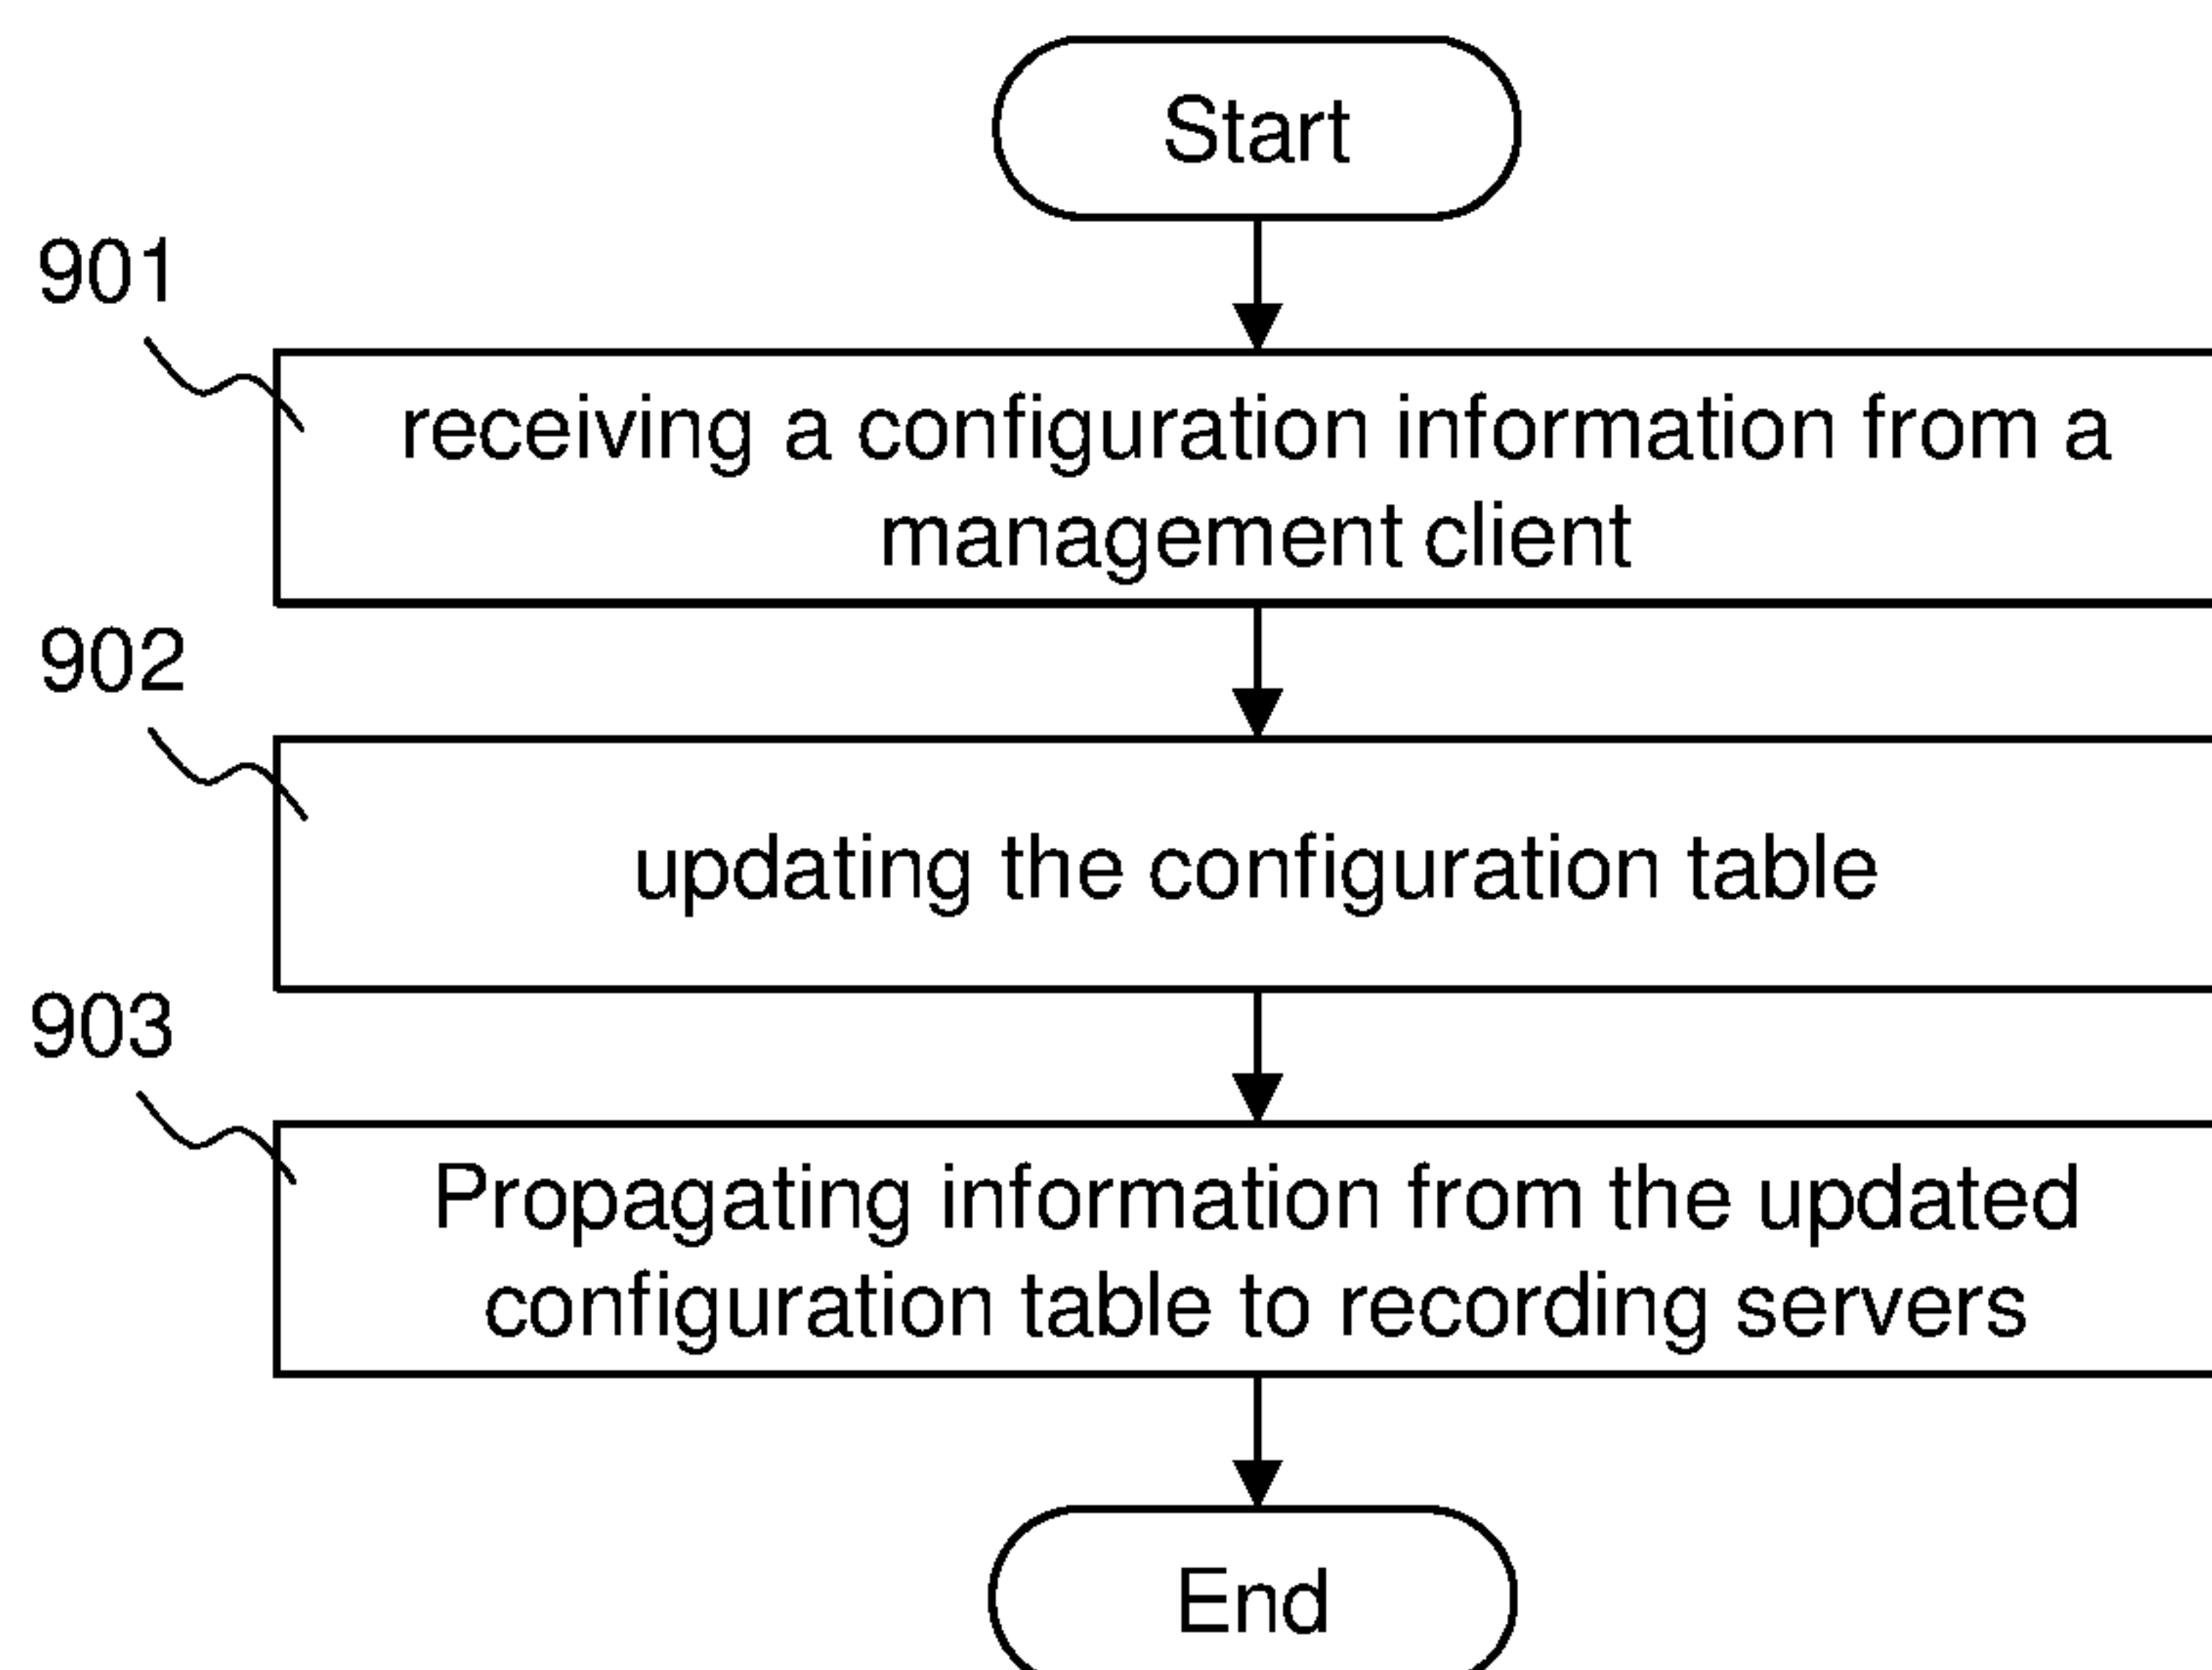 Start
901
receiving a configuration information from a
management client
902
updating the configuration table
903
Propagating information from the updated
configuration table to recording servers
End